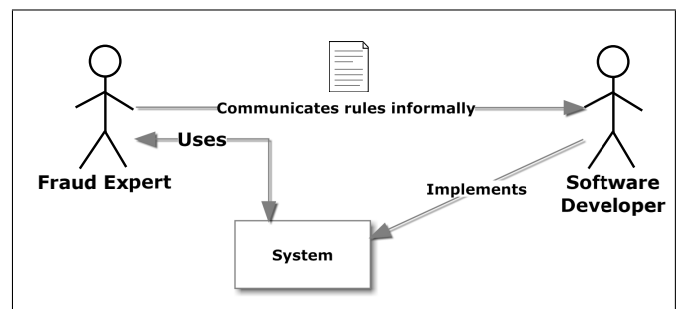 Communicates rules informally
Uses
Fraud Expert
Implements
Software
Developer
System